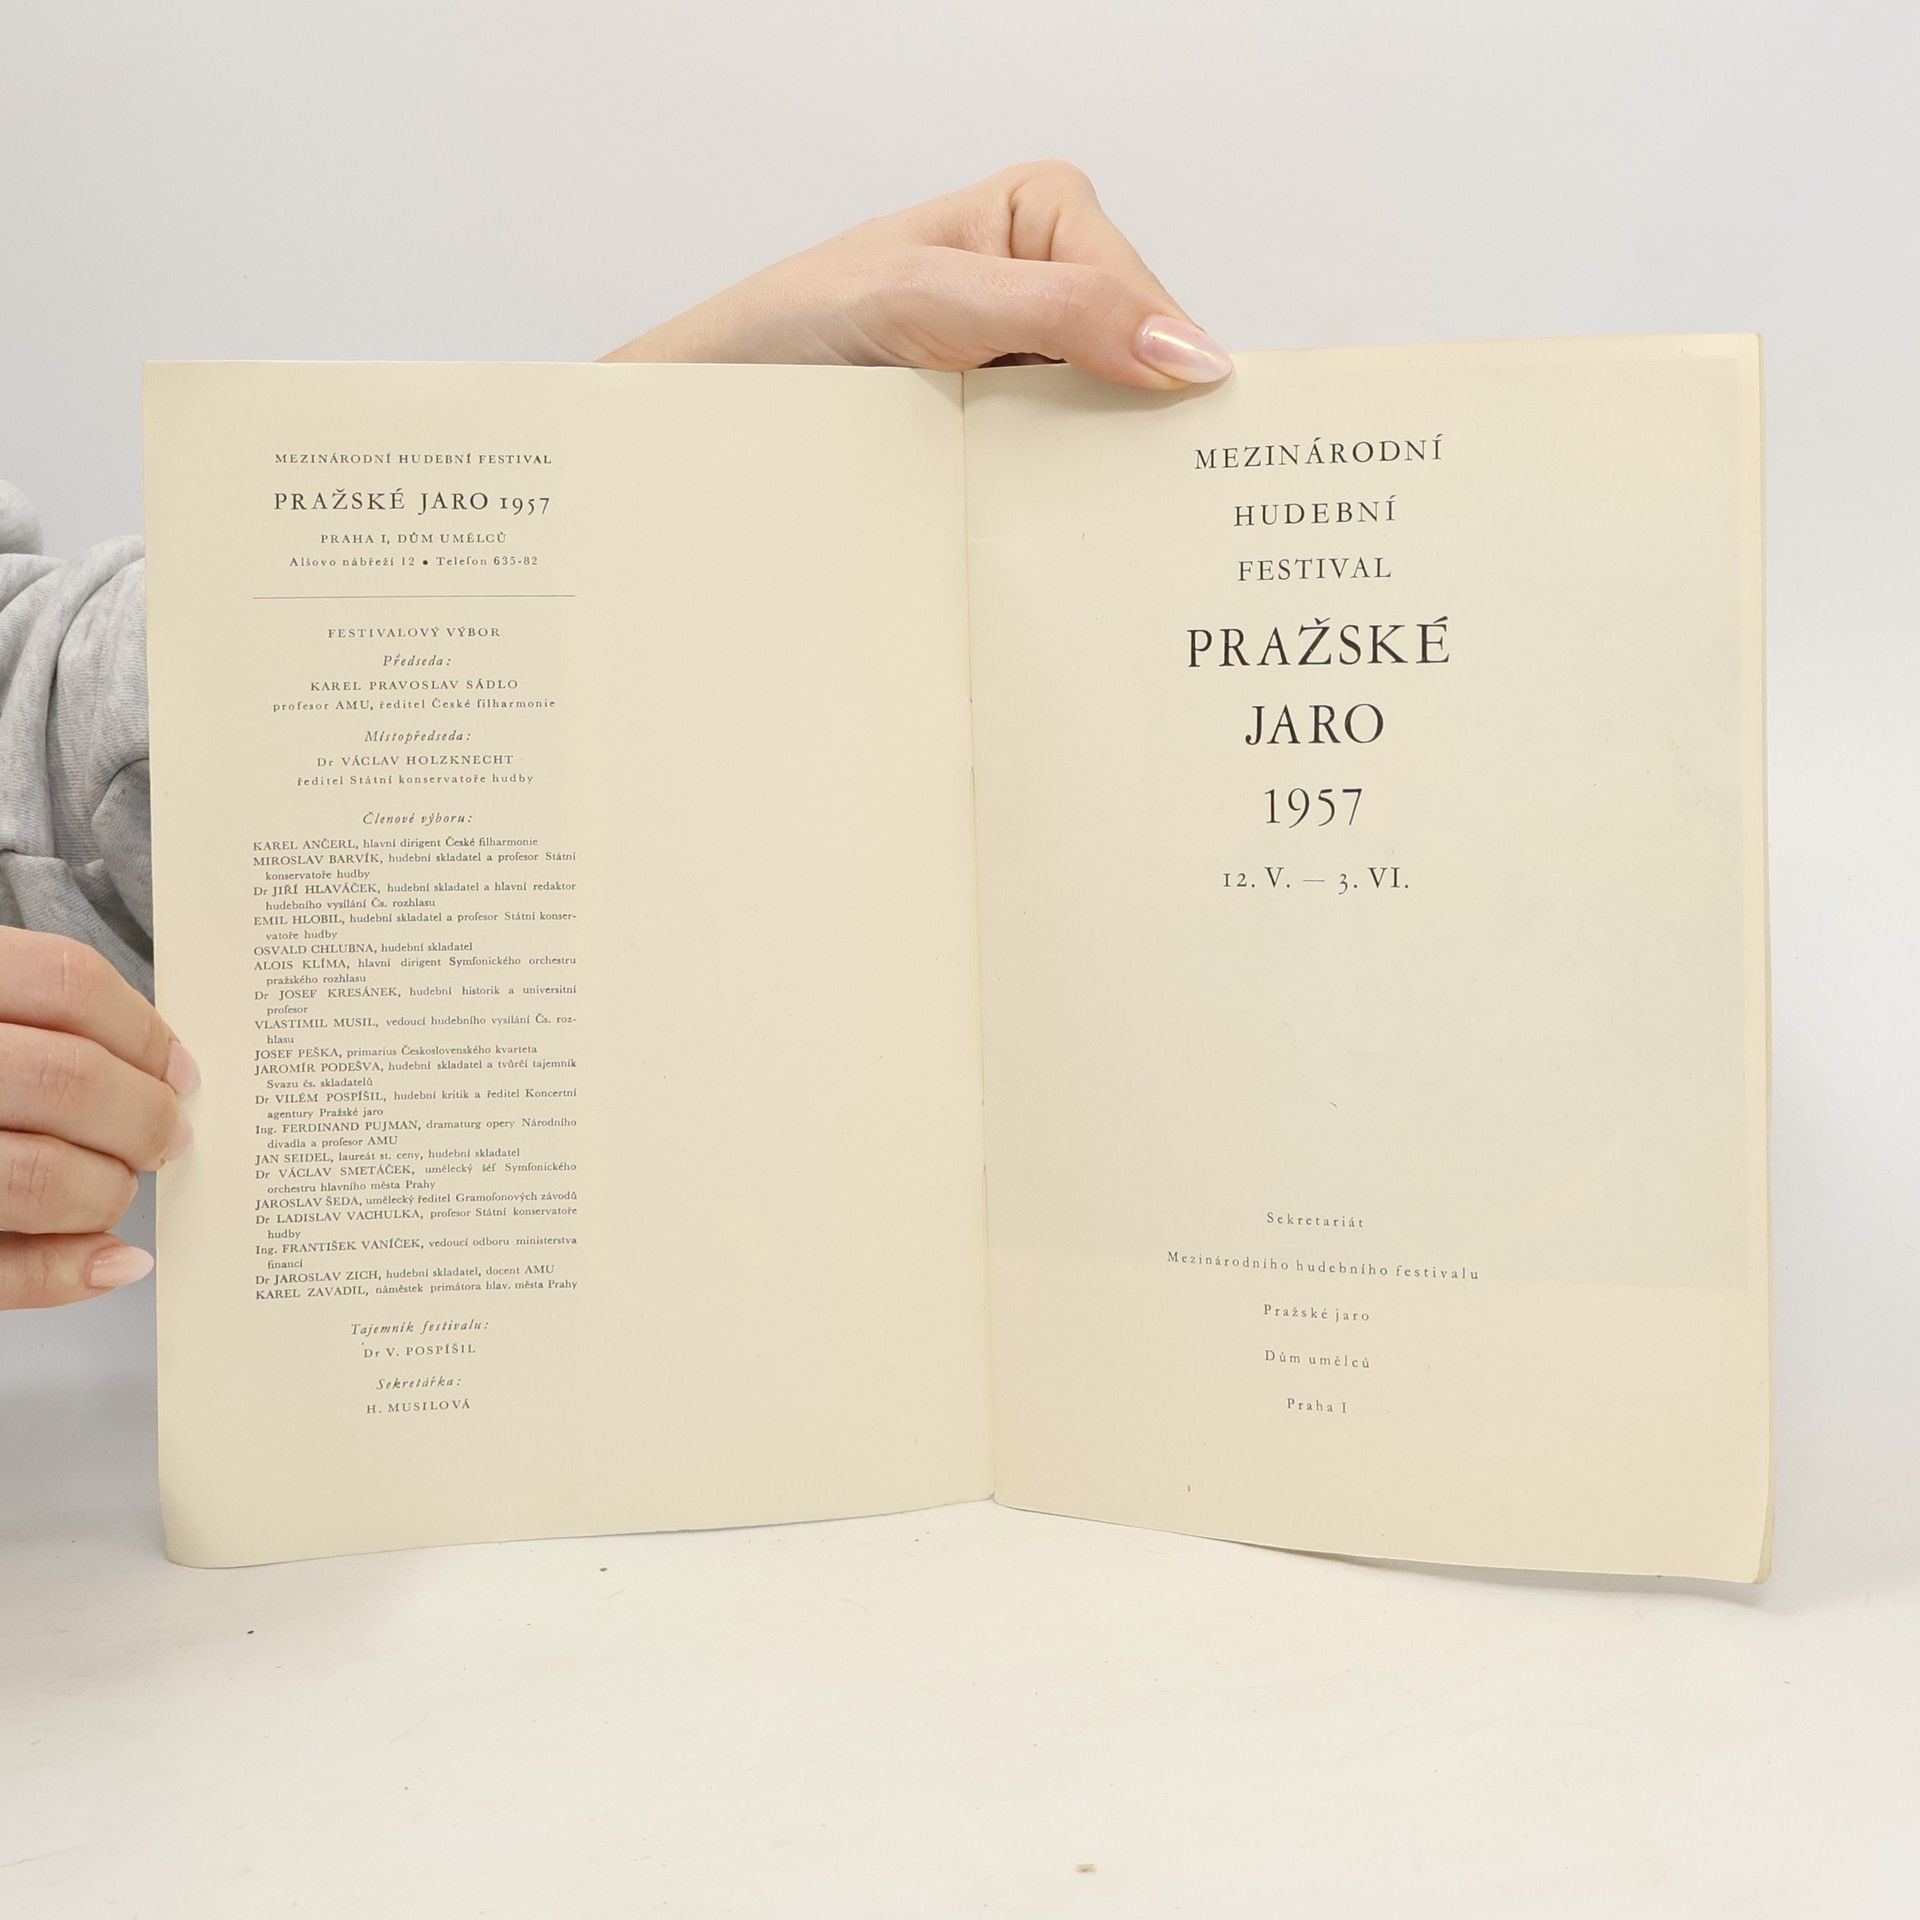 MEZINÁRODNÍ HUDEBNÍ FESTIVAL
PRAŽSKÉ JARO 1957
PRAHA I, DŮM UMĚLCŮ
Alšovo nábřeží 12 • Telefon 635-82
FESTIVALOVÝ VÝBOR
Předseda:
KAREL PRAVOSLAV SÁDLO
profesor AMU, ředitel České filharmonie
Místopředseda:
Dr VÁCLAV HOLZKNECHT
ředitel Státní konservatoře hudby
Členové výboru:
KAREL ANČERL, hlavní dirigent České filharmonie
MIROSLAV BARVÍK, hudební skladatel a profesor Státní
konservatoře hudby
Dr JIŘÍ HLAVÁČEK, hudební skladatel a hlavní redaktor
hudebního vysílání Čs. rozhlasu
EMIL HLOBIL, hudební skladatel a profesor Státní konser-
vatoře hudby
OSVALD CHLUBNA, hudební skladatel
ALOIS KLÍMA, hlavní dirigent Symfonického orchestru
pražského rozhlasu
Dr JOSEF KRESÁNEK, hudební historik a universitní
profesor
VLASTIMIL MUSIL, vedoucí hudebního vysílání Čs. roz-
hlasu
JOSEF PEŠKA, primarius Československého kvarteta
JAROMÍR PODEŠVA, hudební skladatel a tvůrčí tajemník
Svazu čs. skladatelů
Dr VILÉM POSPÍŠIL, hudební kritik a ředitel Koncertní
agentury Pražské jaro
Ing. FERDINAND PUJMAN, dramaturg opery Národního
divadla a profesor AMU
JAN SEIDEL, laureát st. ceny, hudební skladatel
Dr VÁCLAV SMETÁČEK, umělecký šéf Symfonického
orchestru hlavního města Prahy
JAROSLAV ŠEDA, umělecký ředitel Gramofonových závodů
Dr LADISLAV VACHULKA, profesor Státní konservatoře
hudby
Ing. FRANTIŠEK VANÍČEK, vedoucí odboru ministerstva
financí
Dr JAROSLAV ZICH, hudební skladatel, docent AMU
KAREL ZAVADIL, náměstek primátora hlav. města Prahy
Tajemník festivalu:
Dr V. POSPÍŠIL
Sekretářka:
H. MUSILOVÁ
MEZINÁRODNÍ
HUDEBNÍ
FESTIVAL
PRAŽSKÉ
JARO
1957
12. V. — 3. VI.
Sekretariát
Mezinárodního hudebního festivalu
Pražské jaro
Dům umělců
Praha I